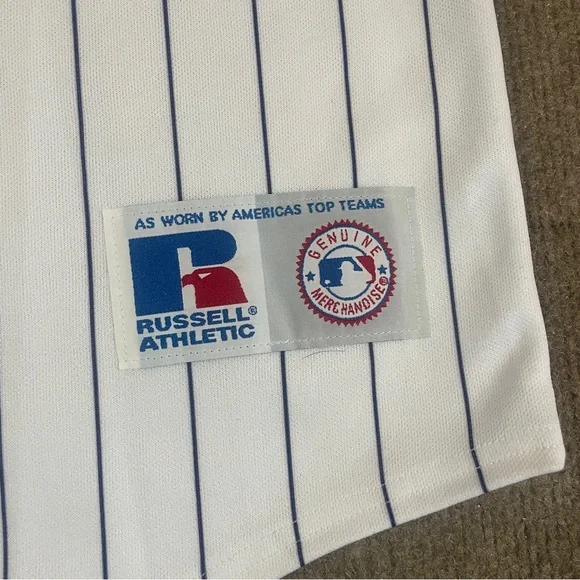 AS WORN BY AMERICAS TOP TEAMS
R
RUSSELL®
ATHLETIC
GENUINE
MERCHANDISE®